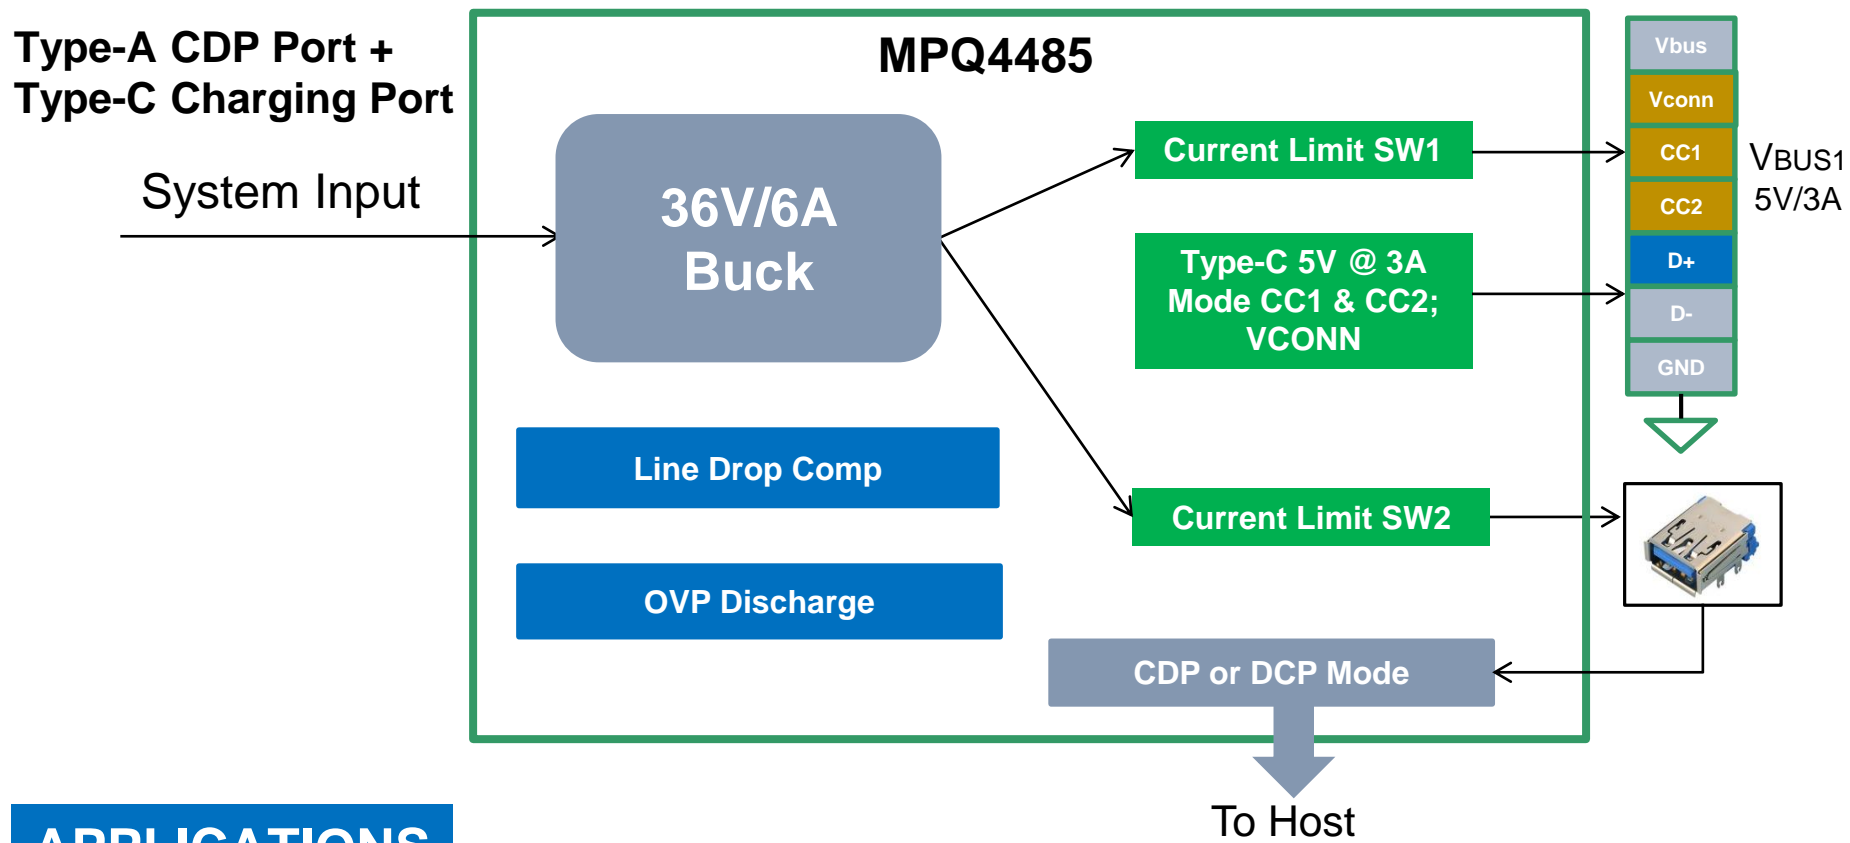 Type-A CDP Port +
Type-C Charging Port
System Input
MPQ4485
36V/6A
Buck
Current Limit SW1
Type-C 5V @ 3A
Mode CC1 & CC2;
VCONN
Line Drop Comp
Current Limit SW2
OVP Discharge
CDP or DCP Mode
To Host
Vbus
Vconn
CC1
CC2
D+
D-
GND
VBUS1
5V/3A
APPLICATIONS